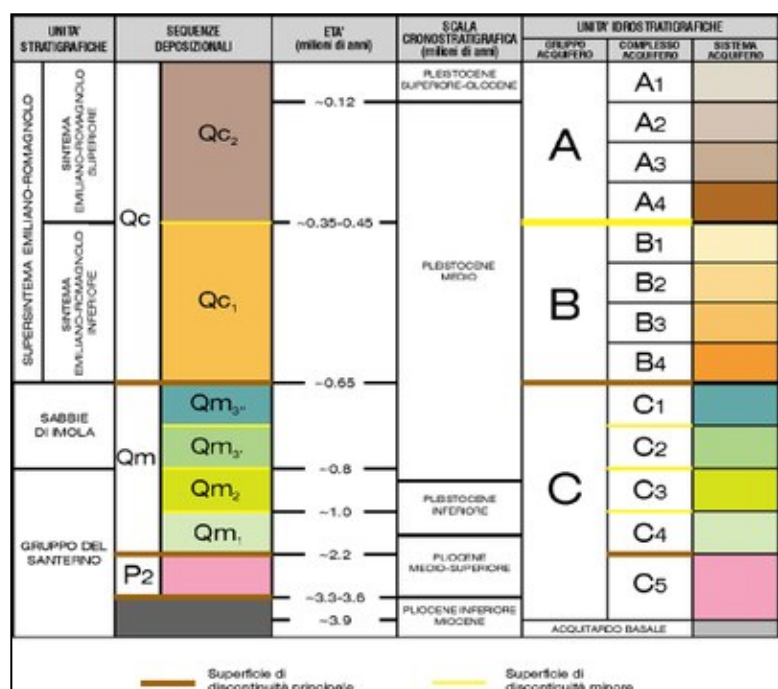 UNITA' STRATIGRAFICHE
SEQUENZE DEPOSIZIONALI
ETA' (milioni di anni)
SCALA CRONOSTRATIGRAFICA (milioni di anni)
UNITA' IDROSTRATIGRAFICHE
GRUPPO ACQUIFERO
COMPLESSO ACQUIFERO
SISTEMA ACQUIFERO
SUPERSINTEMA EMILIANO-ROMAGNOLO
SINTEMA EMILIANO-ROMAGNOLO SUPERIORE
SINTEMA EMILIANO-ROMAGNOLO INFERIORE
SABBIE DI IMOLA
GRUPPO DEL SANTERNO
Qc
Qm
P2
Qc2
Qc1
Qm3"
Qm3'
Qm2
Qm1
~0.12
~0.35-0.45
~0.65
~0.8
~1.0
~2.2
~3.3-3.6
~3.9
PLEISTOCENE SUPERIORE-OLOCENE
PLEISTOCENE MEDIO
PLEISTOCENE INFERIORE
PLIOCENE MEDIO-SUPERIORE
PLIOCENE INFERIORE MIOCENE
A
B
C
A1
A2
A3
A4
B1
B2
B3
B4
C1
C2
C3
C4
C5
ACQUITARDO BASALE
Superficie di discontinuità principale
Superficie di discontinuità minore